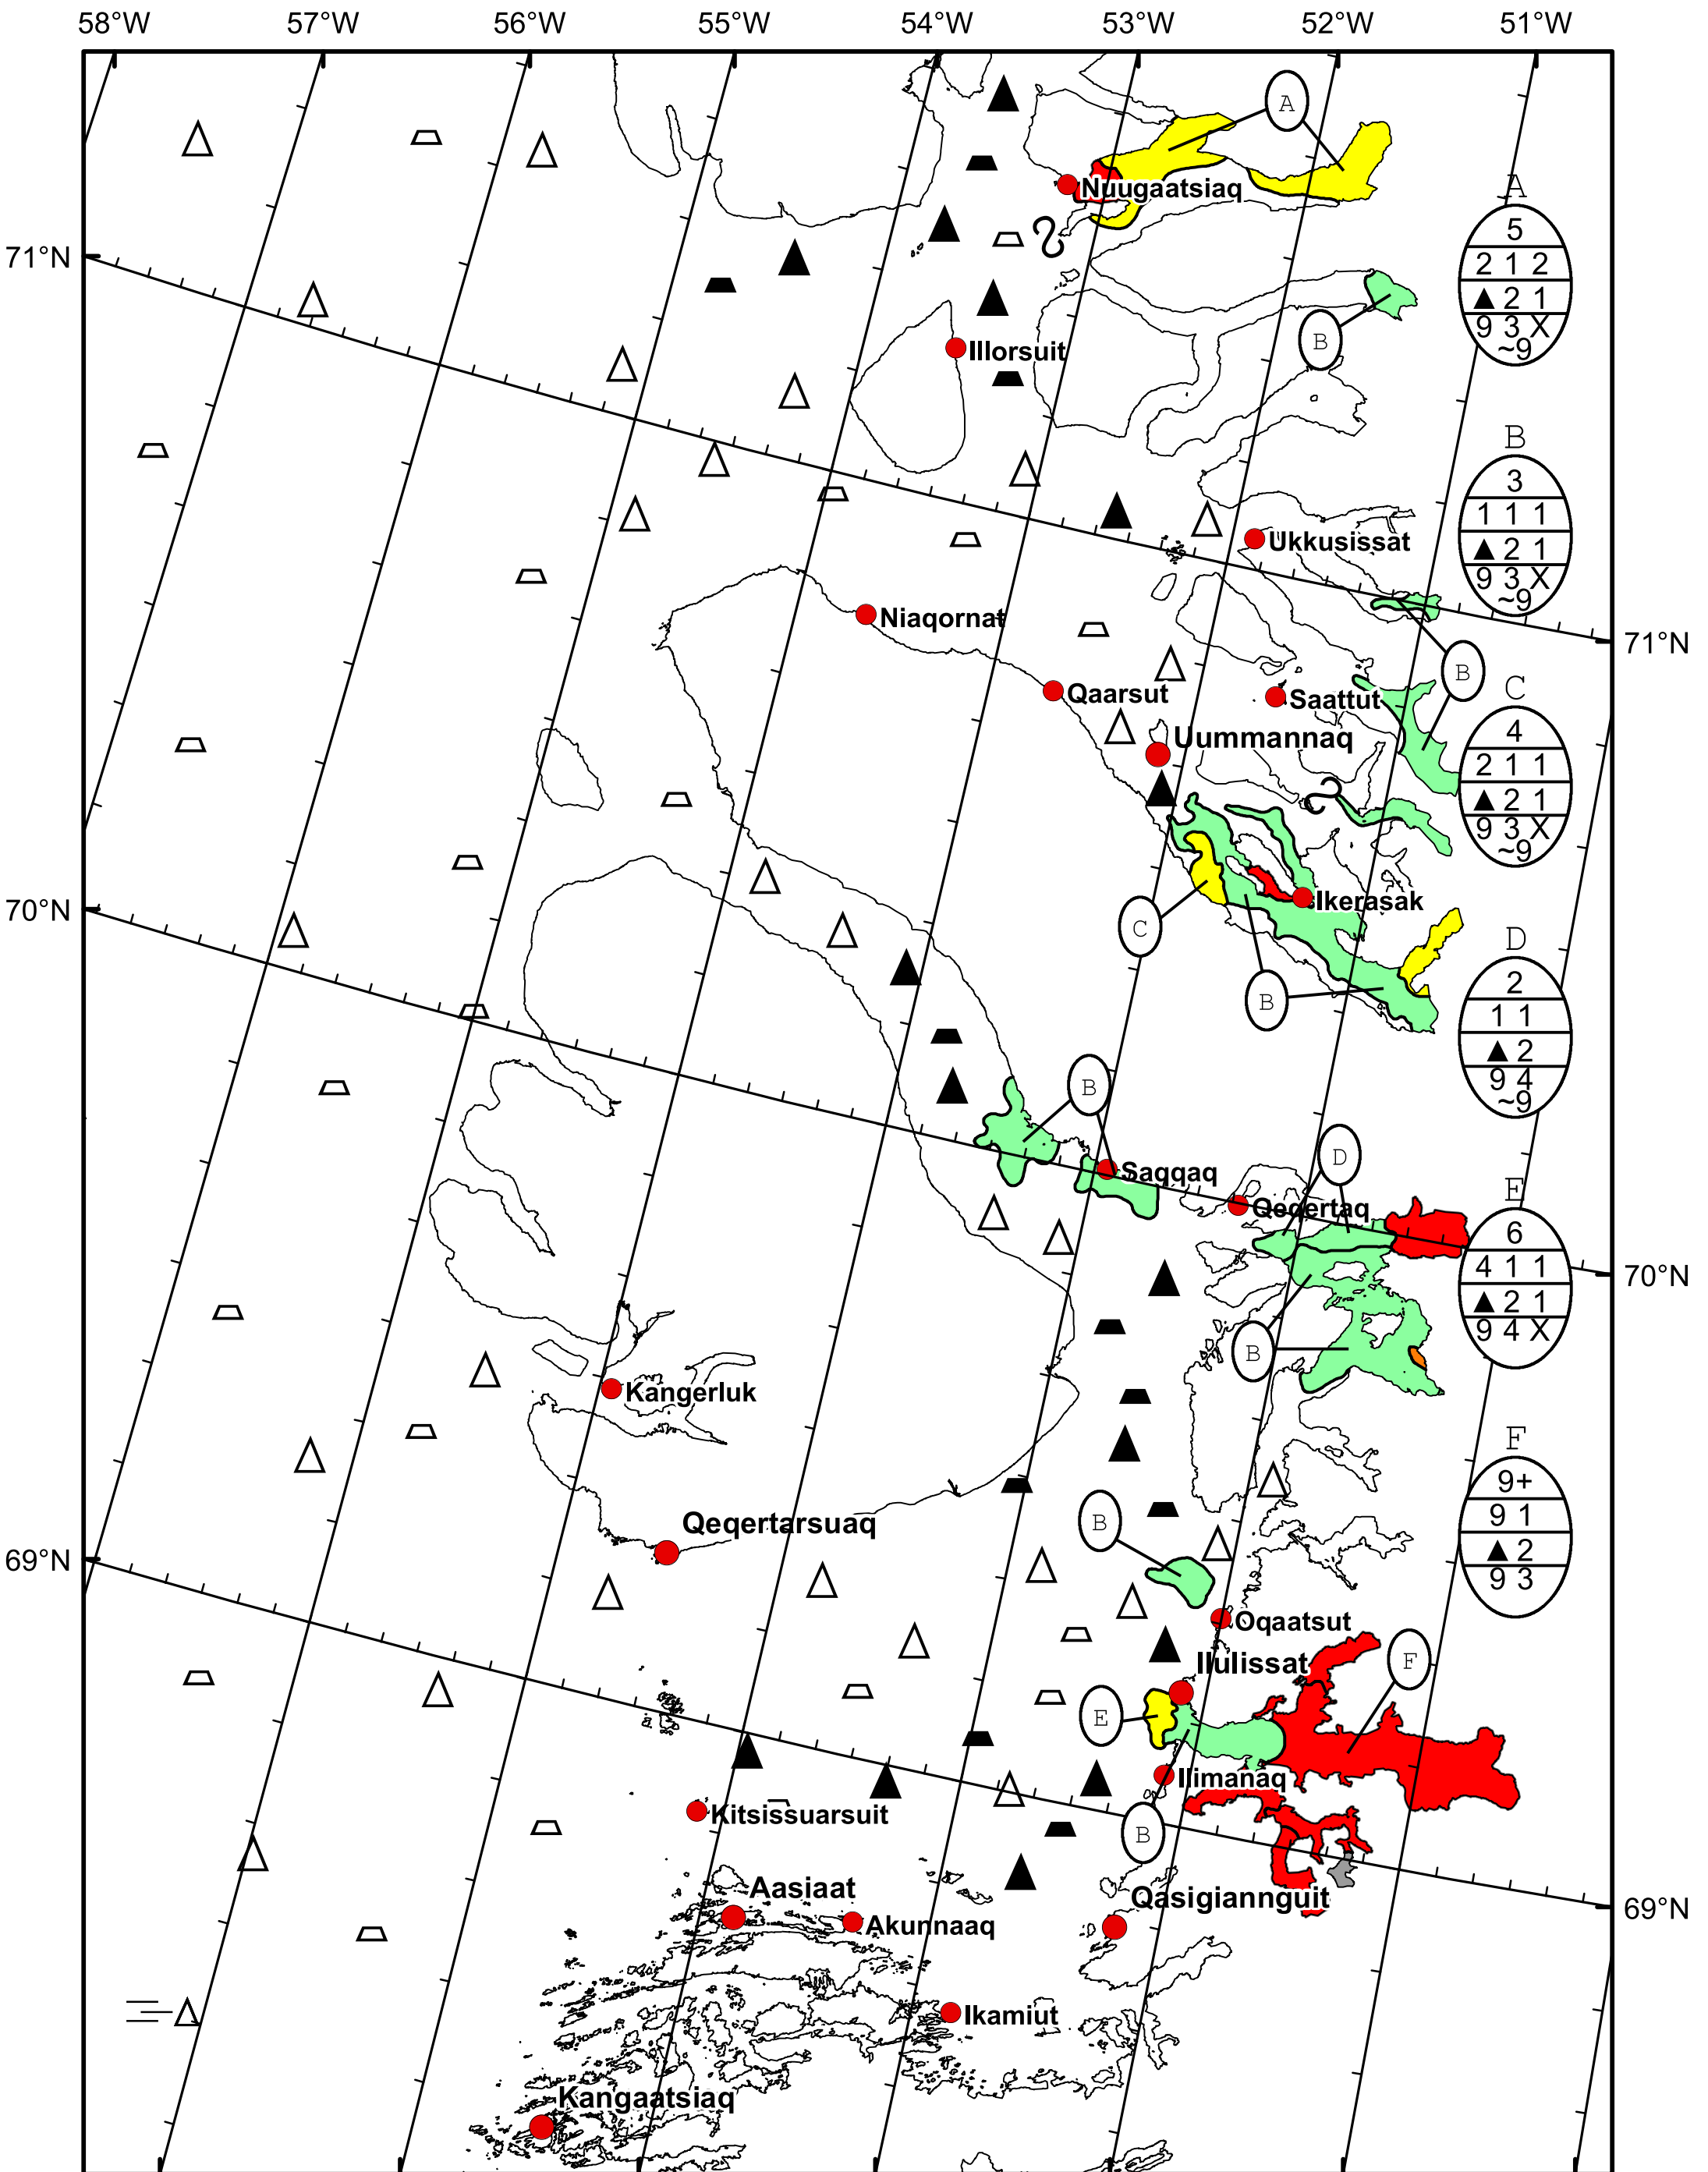 58°W 57°W 56°W 55°W 54°W 53°W 52°W 51°W
A
Nuugaatsiaq
A
5
2 1 2
▲ 2 1
9 3 X
~9
71°N
B
Illorsuit
B
3
1 1 1
▲ 2 1
9 3 X
~9
Ukkusissat
Niaqornat
71°N
B
Qaarsut
Saattut
C
4
2 1 1
▲ 2 1
9 3 X
~9
Uummannaq
Ikerasak
70°N
C
B
D
2
1 1
▲ 2
9 4
~9
B
D
Saqqaq
Qeqertaq
E
6
4 1 1
▲ 2 1
9 4 X
70°N
B
Kangerluk
F
9+
9 1
▲ 2
9 3
B
Qeqertarsuaq
69°N
Oqaatsut
Ilulissat
F
E
Ilimanaq
Kitsissuarsuit
B
Aasiaat
Qasigiannguit
Akunnaaq
69°N
Ikamiut
Kangaatsiaq